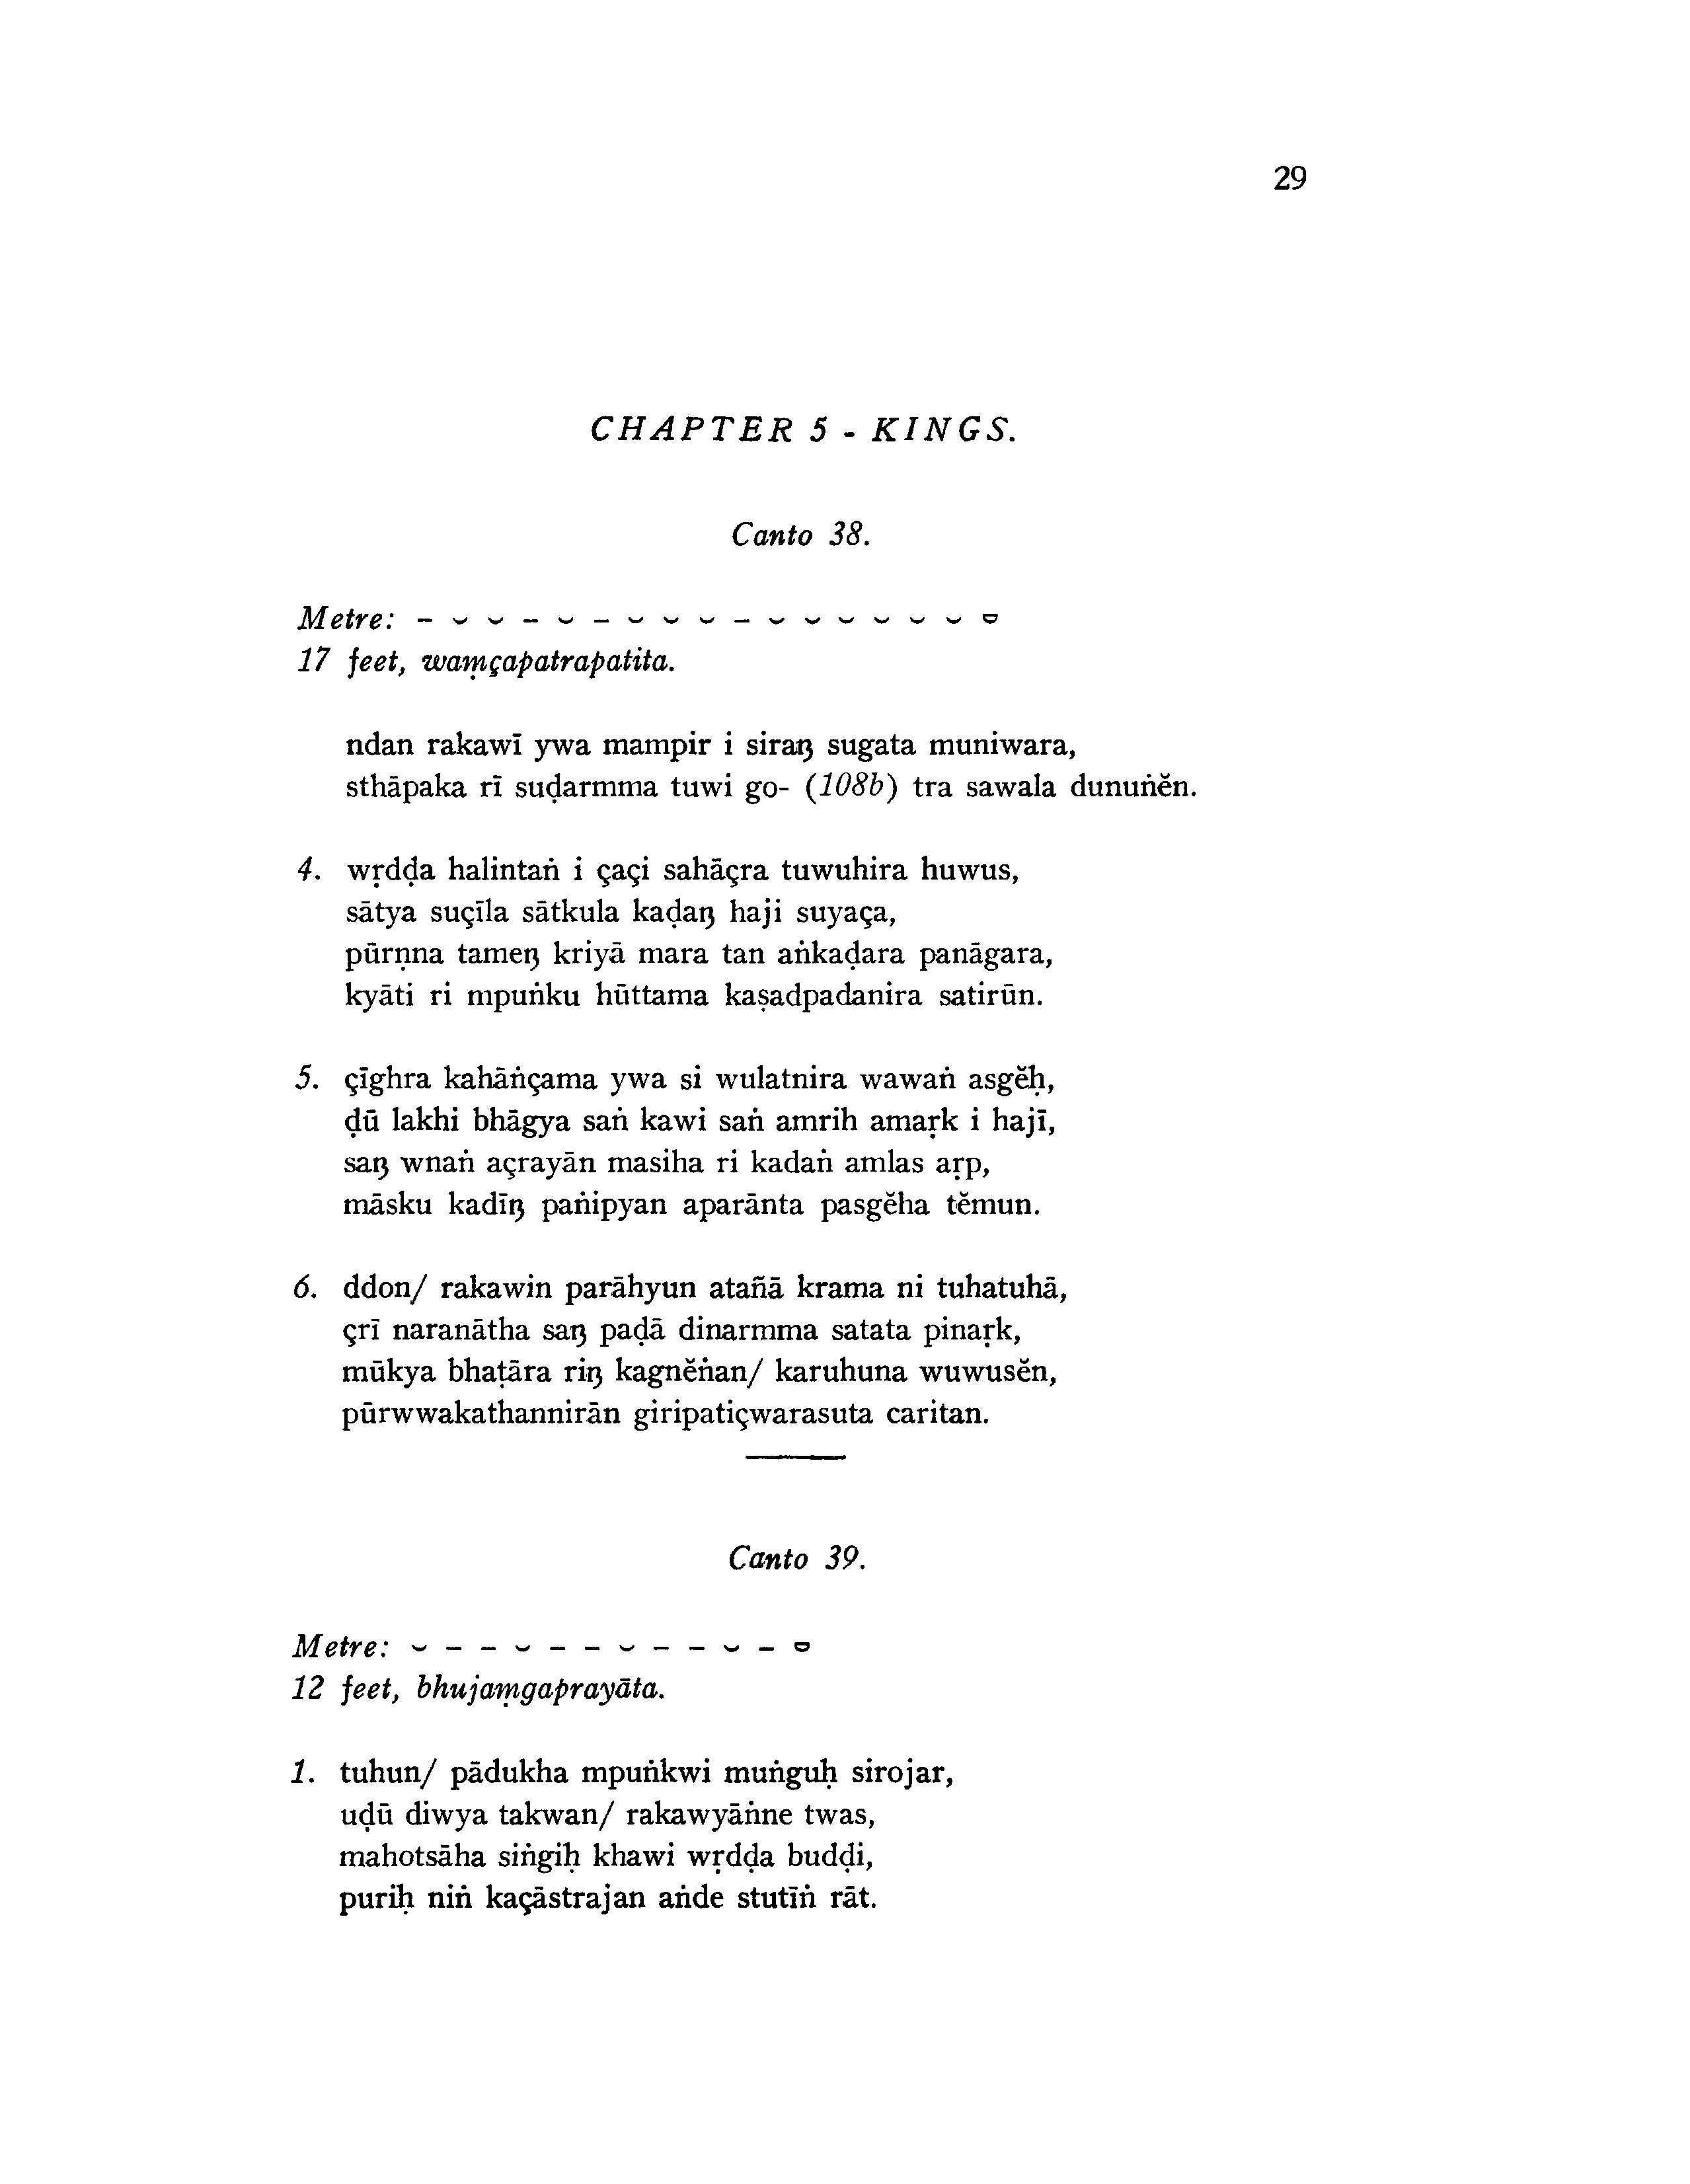 29
CHAPTER 5 - KINGS.
Canto 38.
Metre: – ⏑ ⏑ – ⏑ – ⏑ ⏑ ⏑ – ⏑ ⏑ ⏑ ⏑ ⏑ ⏑ ⏓
17 feet, waṃçapatrapatita.
ndan rakawī ywa mampir i siraŋ sugata muniwara,
sthāpaka rī suḍarmma tuwi go- (108b) tra sawala dunuṅĕn.
4. wṛdḍa halintaṅ i çaçi sahāçra tuwuhira huwus,
sātya suçīla sātkula kaḍaŋ haji suyaça,
pūrṇna tameŋ kriyā mara tan aṅkaḍara panāgara,
kyāti ri mpuṅku hūttama kaṣadpadanira satirūn.
5. çīghra kahāṅçama ywa si wulatnira wawaṅ asgĕḥ,
ḍū lakhi bhāgya saṅ kawi saṅ amrih amaṛk i hajī,
saŋ wnaṅ açrayān masiha ri kadaṅ amlas aṛp,
māsku kadīŋ paṅipyan aparānta pasgĕha tĕmun.
6. ddon/ rakawin parāhyun atañā krama ni tuhatuhā,
çrī naranātha saŋ paḍā dinarmma satata pinaṛk,
mūkya bhaṭāra riŋ kagnĕṅan/ karuhuna wuwusĕn,
pūrwwakathannirān giripatiçwarasuta caritan.
Canto 39.
Metre: ⏑ – – ⏑ – – ⏑ – – ⏑ – ⏓
12 feet, bhujaṃgaprayāta.
1. tuhun/ pādukha mpuṅkwi muṅguḥ sirojar,
uḍū diwya takwan/ rakawyāṅne twas,
mahotsāha siṅgiḥ khawi wṛdḍa budḍi,
puriḥ niṅ kaçāstrajan aṅde stutīṅ rāt.